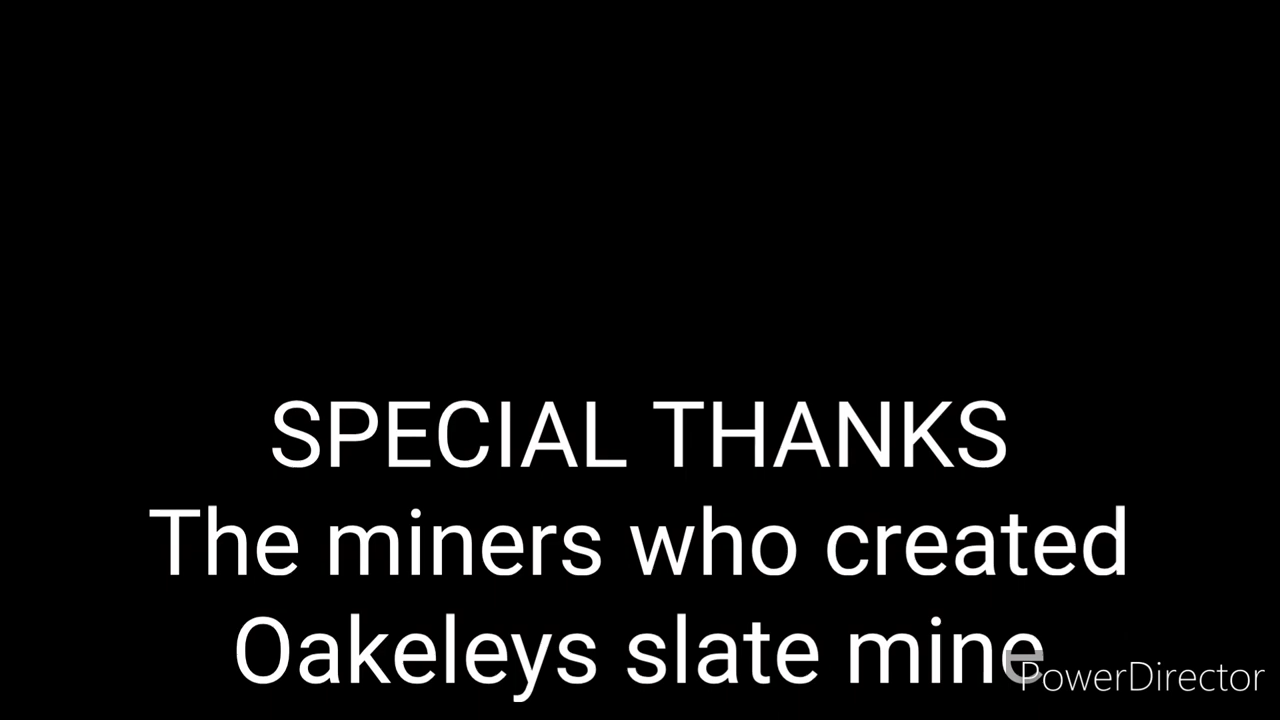 SPECIAL THANKS
The miners who created
Oakeleys slate mine
PowerDirector